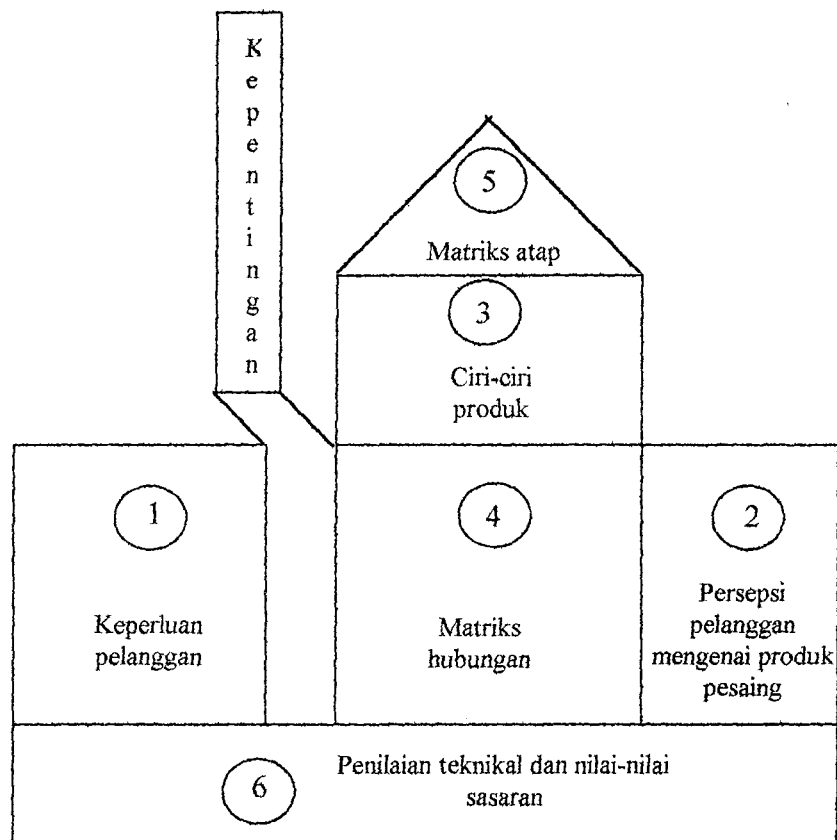 K
e
p
e
n
t
i
n
g
a
n
5
Matriks atap
3
Ciri-ciri
produk
1
Keperluan
pelanggan
4
Matriks
hubungan
2
Persepsi
pelanggan
mengenai produk
pesaing
6
Penilaian teknikal dan nilai-nilai
sasaran